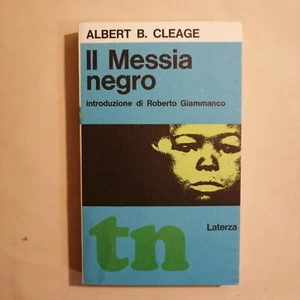 ALBERT B. CLEAGE
Il Messia
negro
introduzione di Roberto Giammanco
Laterza
tn